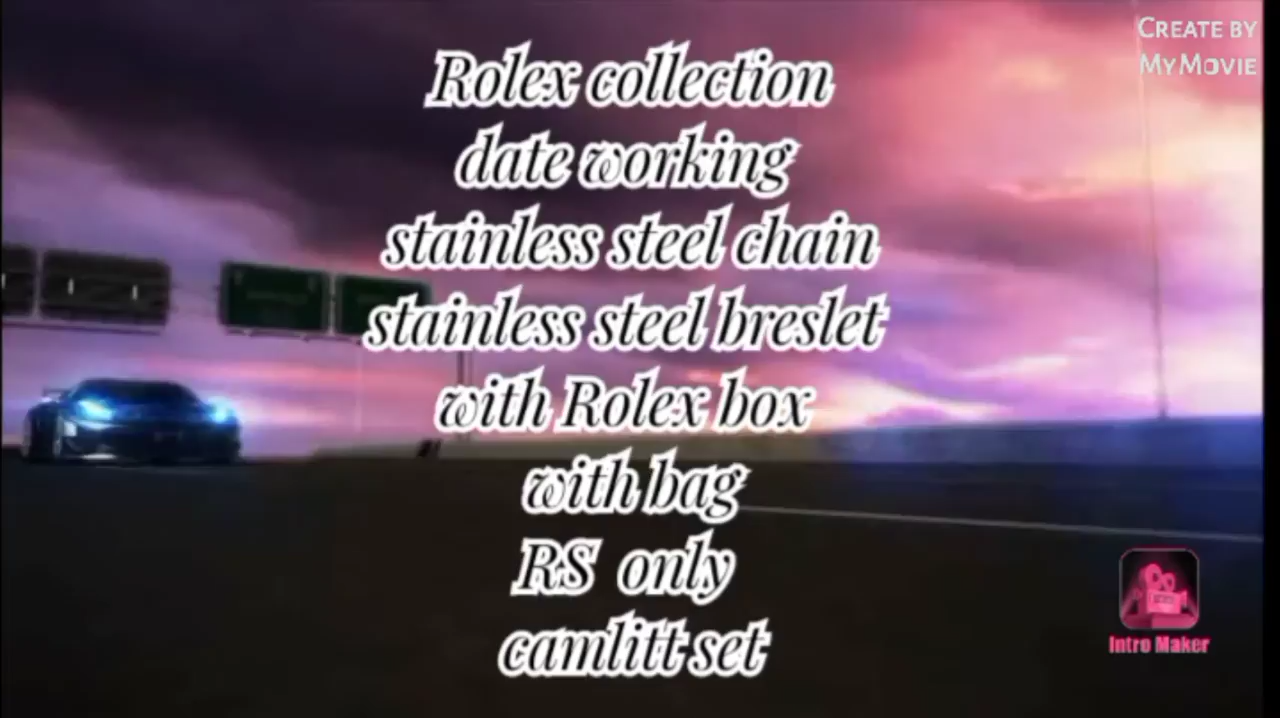 CREATE BY
MYMOVIE
Rolex collection
date working
stainless steel chain
stainless steel breslet
with Rolex box
with bag
RS only
camlitt set
Intro Maker